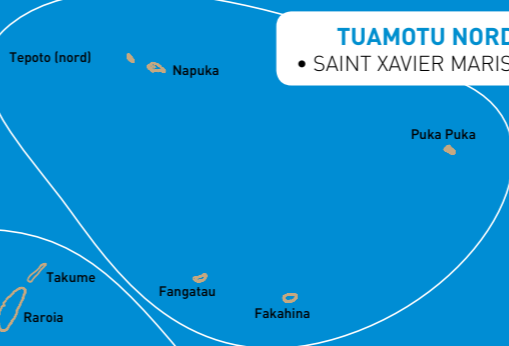 TUAMOTU NORD
• SAINT XAVIER MARIS
Tepoto (nord)
Napuka
Puka Puka
Takume
Fangatau
Raroia
Fakahina